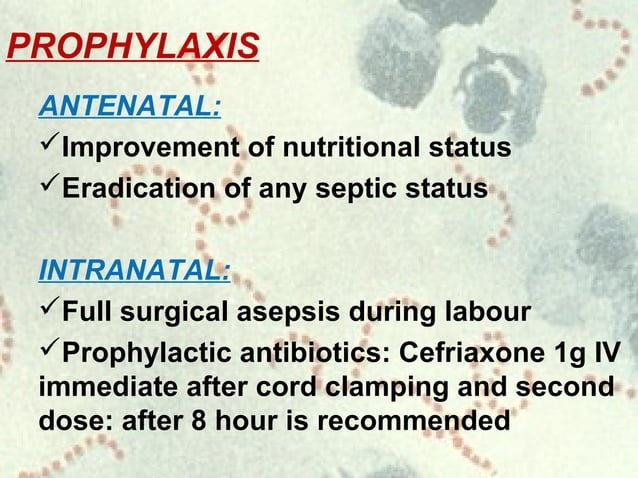 PROPHYLAXIS
ANTENATAL:
✓Improvement of nutritional status
✓Eradication of any septic status
INTRANATAL:
✓Full surgical asepsis during labour
✓Prophylactic antibiotics: Cefriaxone 1g IV
immediate after cord clamping and second
dose: after 8 hour is recommended